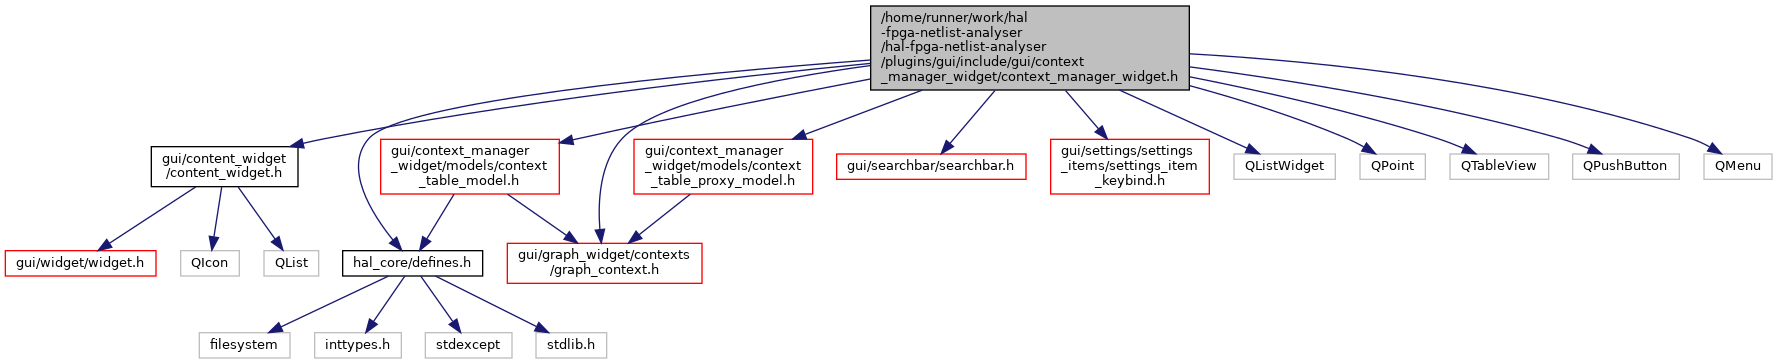 /home/runner/work/hal
-fpga-netlist-analyser
/hal-fpga-netlist-analyser
/plugins/gui/include/gui/context
_manager_widget/context_manager_widget.h
gui/content_widget
/content_widget.h
gui/context_manager
_widget/models/context
_table_model.h
gui/context_manager
_widget/models/context
_table_proxy_model.h
gui/searchbar/searchbar.h
gui/settings/settings
_items/settings_item
_keybind.h
QListWidget
QPoint
QTableView
QPushButton
QMenu
gui/widget/widget.h
QIcon
QList
hal_core/defines.h
gui/graph_widget/contexts
/graph_context.h
filesystem
inttypes.h
stdexcept
stdlib.h